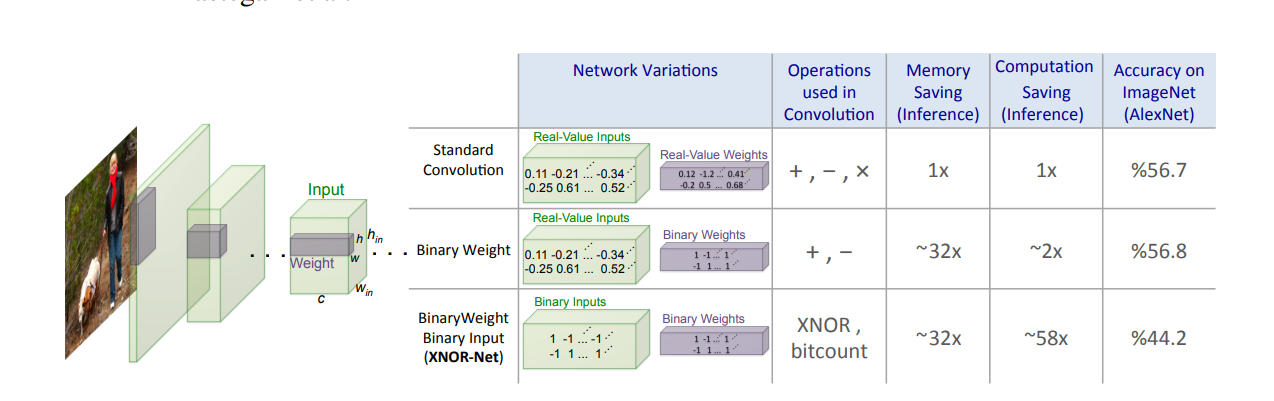 Network Variations
Operations
used in
Convolution
Memory
Saving
(Inference)
Computation
Saving
(Inference)
Accuracy on
ImageNet
(AlexNet)
Input
h
h_in
w
Weight
w_in
c
. . .
. . .
Standard
Convolution
Real-Value Inputs
0.11 -0.21 ... -0.34
-0.25 0.61 ... 0.52
Real-Value Weights
0.12 -1.2 ... 0.41
-0.2 0.5 ... 0.68
+ , − , ×
1x
1x
%56.7
Binary Weight
Real-Value Inputs
0.11 -0.21 ... -0.34
-0.25 0.61 ... 0.52
Binary Weights
1 -1 ... 1
-1 1 ... 1
+ , −
~32x
~2x
%56.8
BinaryWeight
Binary Input
(XNOR-Net)
Binary Inputs
1 -1 ... -1
-1 1 ... 1
Binary Weights
1 -1 ... 1
-1 1 ... 1
XNOR ,
bitcount
~32x
~58x
%44.2